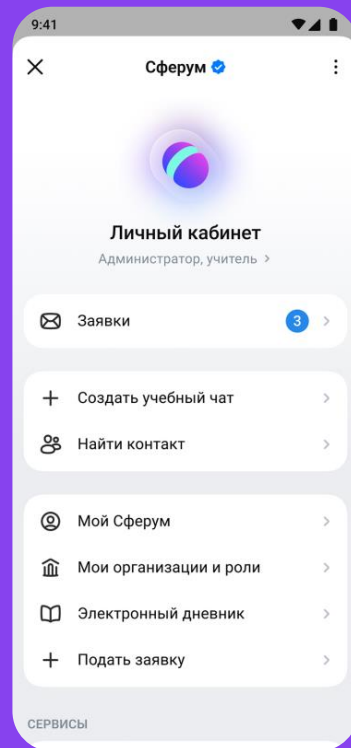 9:41
Сферум
Личный кабинет
Администратор, учитель
Заявки
3
Создать учебный чат
Найти контакт
Мой Сферум
Мои организации и роли
Электронный дневник
Подать заявку
СЕРВИСЫ